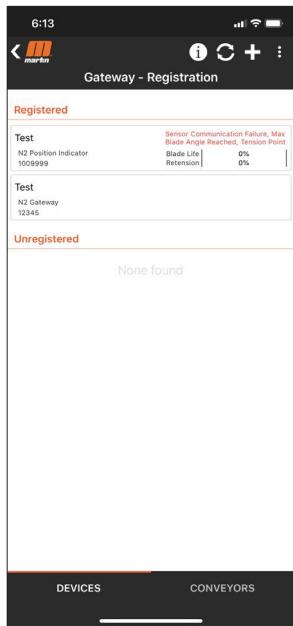 6:13
martin
Gateway - Registration
Registered
Test
Sensor Communication Failure, Max
Blade Angle Reached, Tension Point
N2 Position Indicator
1009999
Blade Life 0%
Retension 0%
Test
N2 Gateway
12345
Unregistered
None found
DEVICES
CONVEYORS